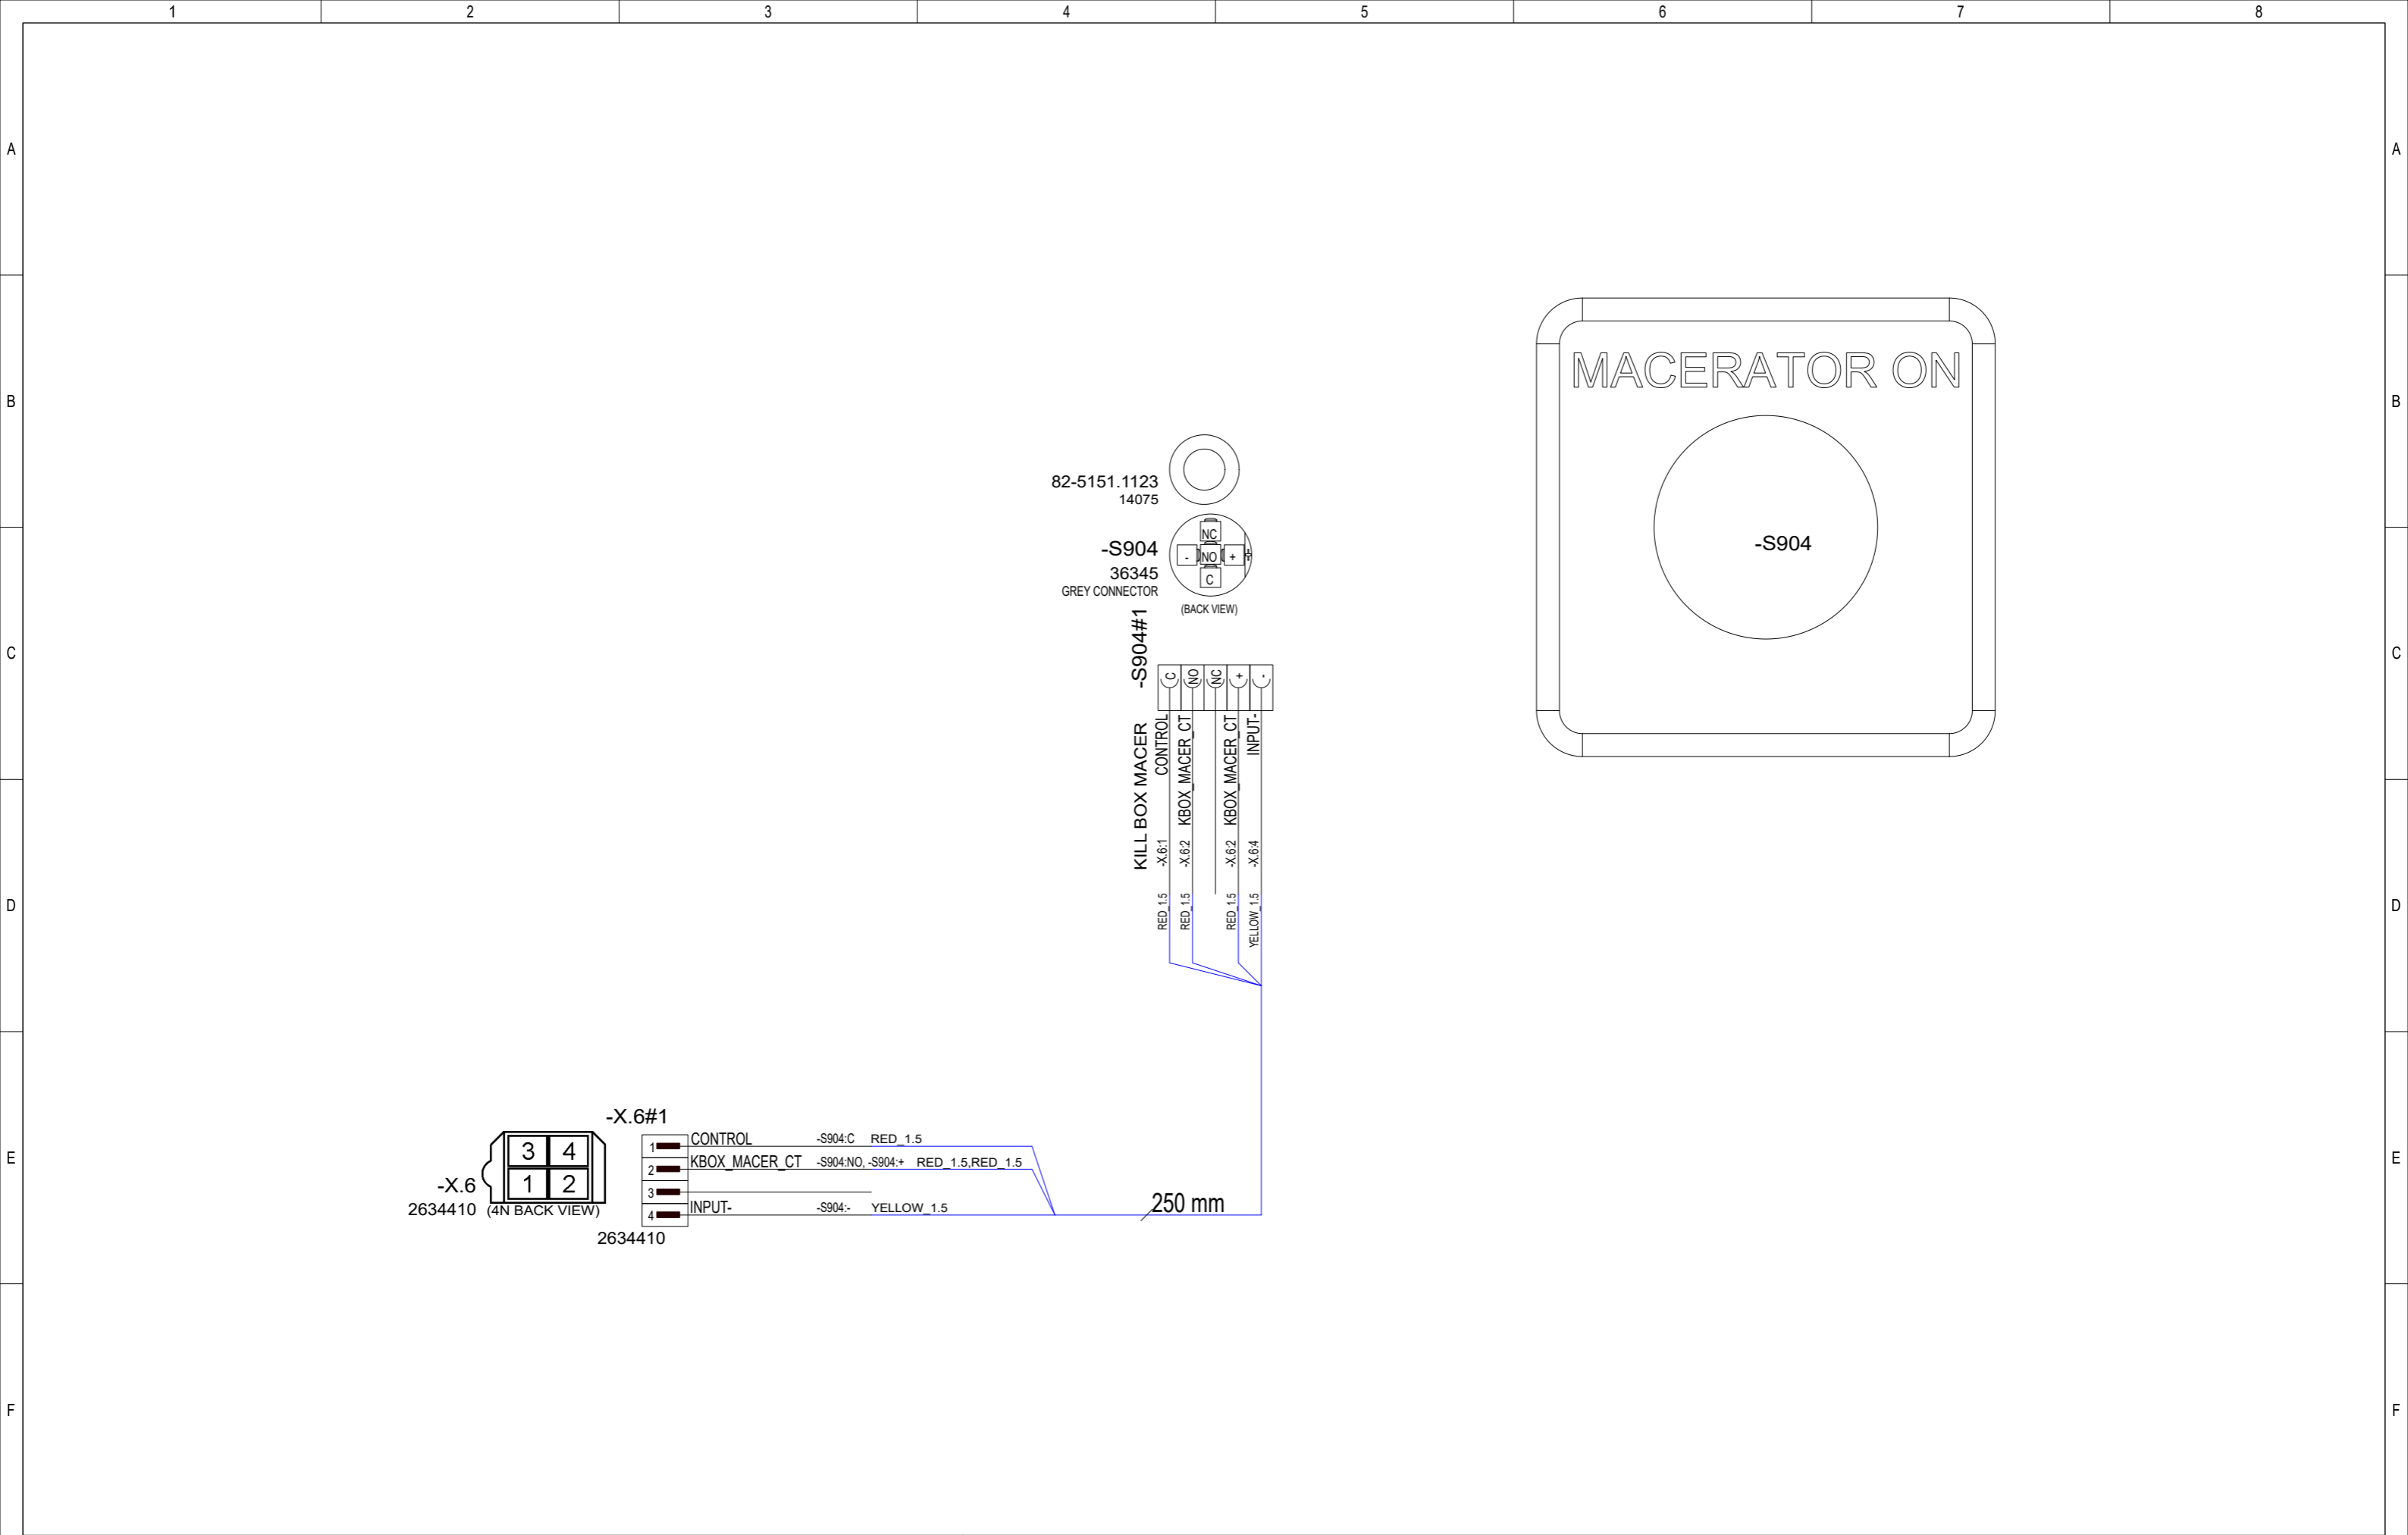 1 2 3 4 5 6 7 8
A A
B B
C C
D D
E E
F F
MACERATOR ON
-S904
82-5151.1123
14075
-S904
36345
GREY CONNECTOR
NC
- NO +
C
(BACK VIEW)
-S904#1
KILL BOX MACER
C CONTROL -X.6:1 RED_1.5
NO KBOX_MACER_CT -X.6:2 RED_1.5
NC
+ KBOX_MACER_CT -X.6:2 RED_1.5
- INPUT- -X.6:4 YELLOW_1.5
-X.6#1
3 4
1 2
-X.6
2634410 (4N BACK VIEW)
1 CONTROL -S904:C RED_1.5
2 KBOX_MACER_CT -S904:NO, -S904:+ RED_1.5,RED_1.5
3
4 INPUT- -S904:- YELLOW_1.5
2634410
250 mm